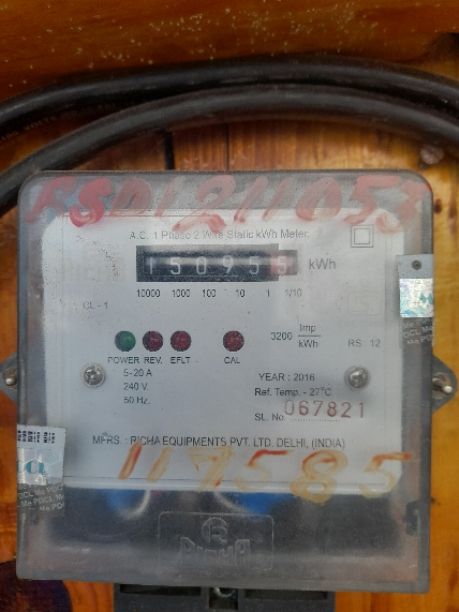 RSD1211053
A.C. 1 Phase 2 Wire Static kWh Meter
150955 kWh
10000 1000 100 10 1 1/10
CL - 1
3200 Imp/kWh
RS : 12
POWER REV. EFLT CAL
5-20 A
240 V.
50 Hz.
YEAR : 2016
Ref. Temp. - 27°C
SL. No. 067821
MFRS. : RICHA EQUIPMENTS PVT. LTD. DELHI, (INDIA)
117585
R
RICHA